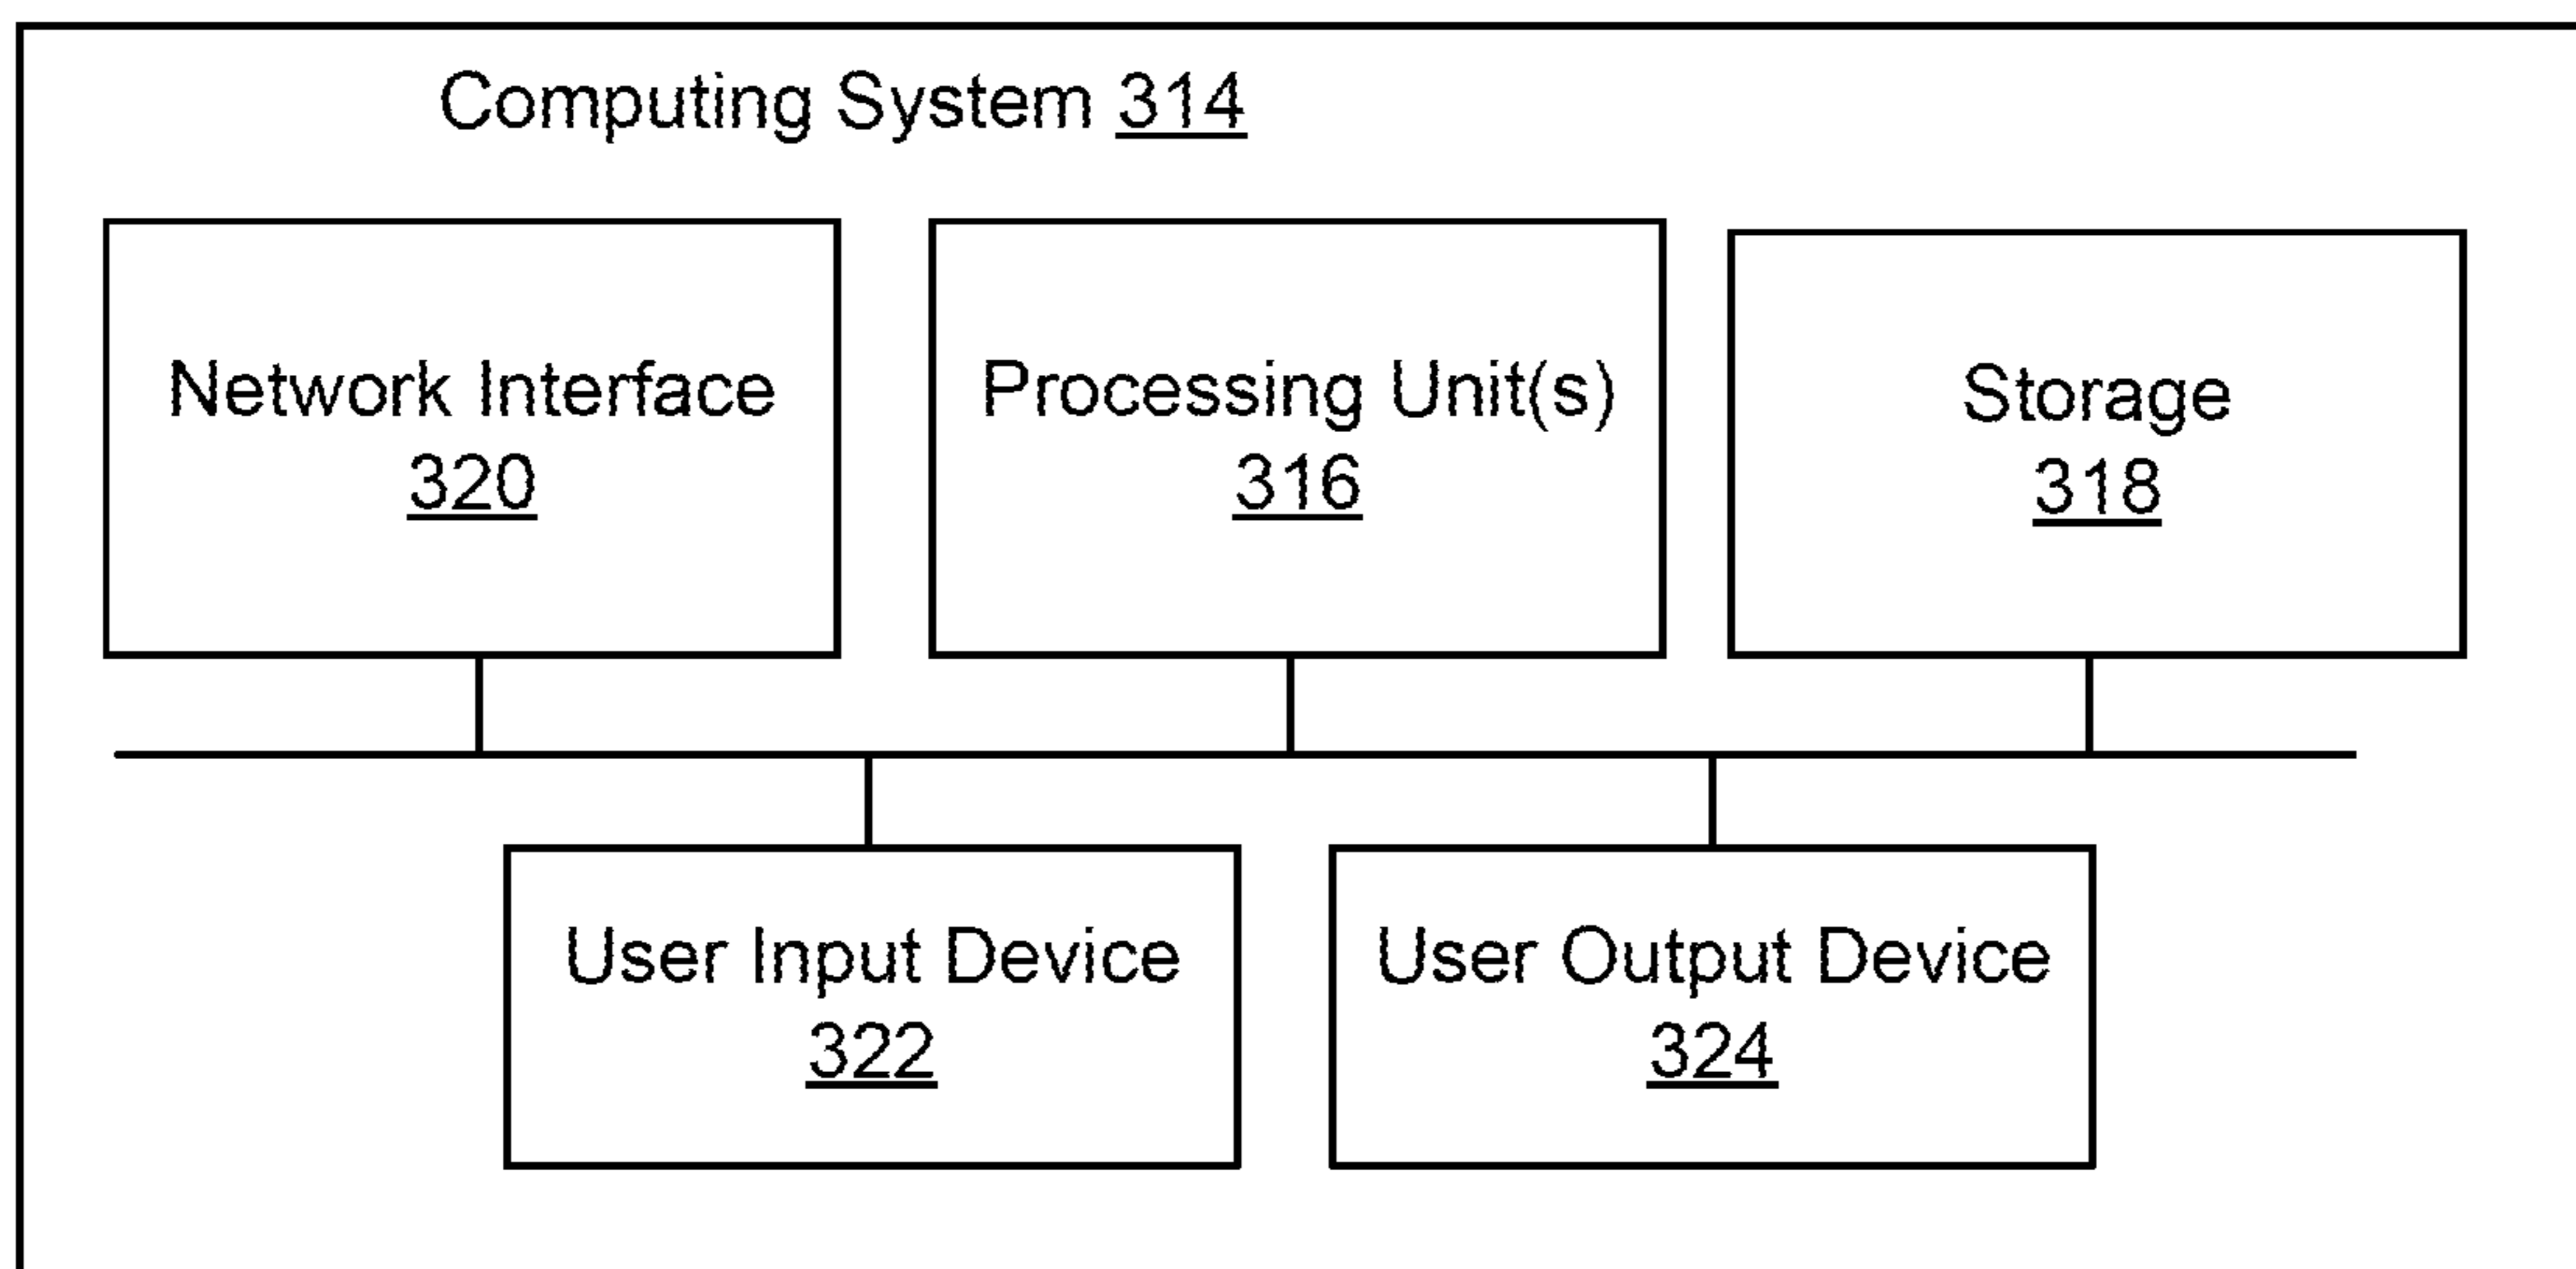 Computing System 314
Network Interface
320
Processing Unit(s)
316
Storage
318
User Input Device
322
User Output Device
324